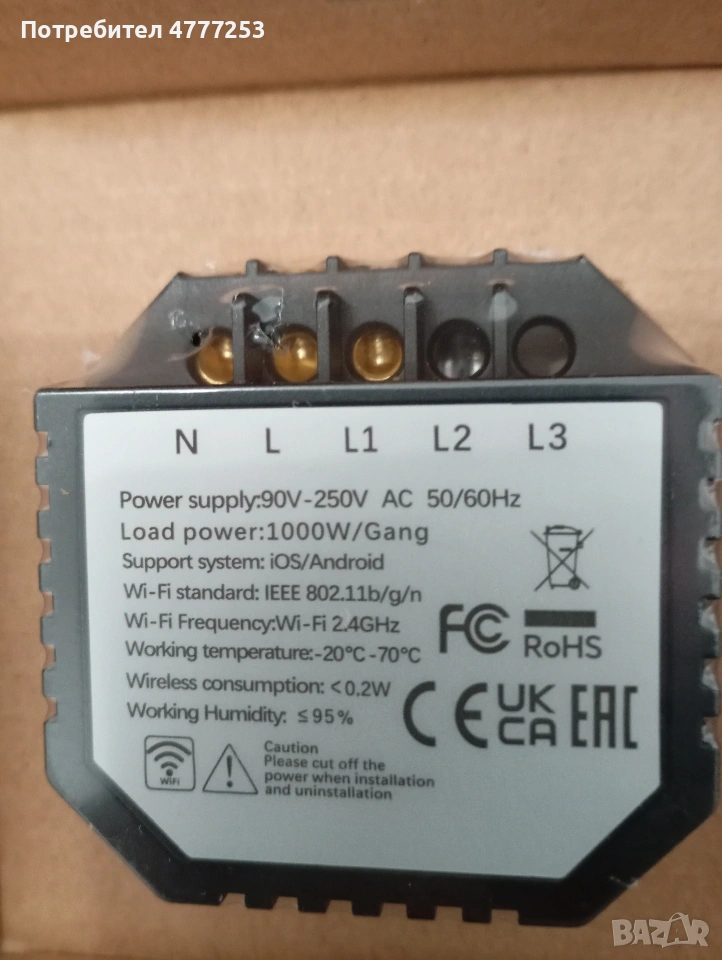 Потребител 4777253
N L L1 L2 L3
Power supply:90V-250V AC 50/60Hz
Load power:1000W/Gang
Support system: iOS/Android
Wi-Fi standard: IEEE 802.11b/g/n
Wi-Fi Frequency:Wi-Fi 2.4GHz
Working temperature:-20℃-70℃
Wireless consumption: <0.2W
Working Humidity: ≤95%
FC
RoHS
CE
UK
CA
EAC
WiFi
Caution
Please cut off the
power when installation
and uninstallation
BAZAR